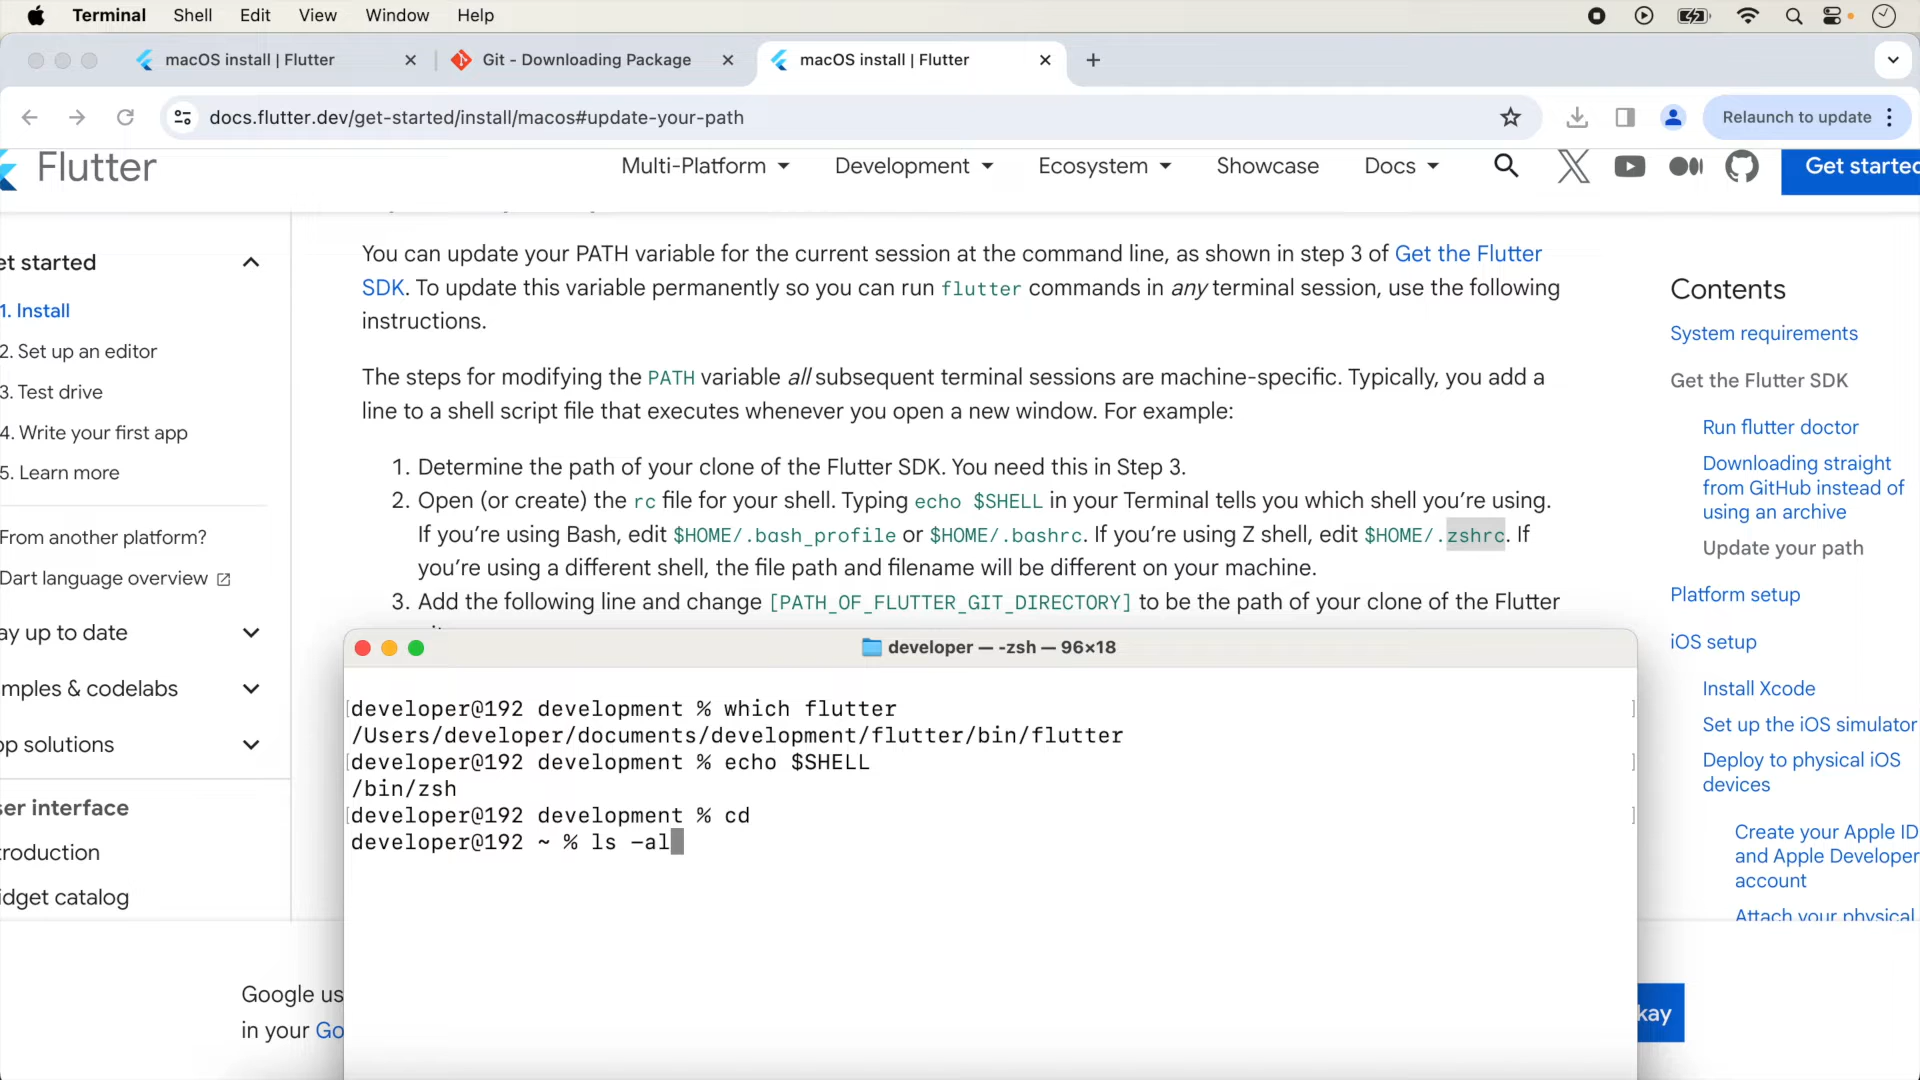 Terminal Shell Edit View Window Help
macOS install | Flutter
Git - Downloading Package
macOS install | Flutter
docs.flutter.dev/get-started/install/macos#update-your-path
Relaunch to update
Flutter
Multi-Platform Development Ecosystem Showcase Docs
Get started
et started
1. Install
2. Set up an editor
3. Test drive
4. Write your first app
5. Learn more
From another platform?
Dart language overview
ay up to date
mples & codelabs
op solutions
ser interface
troduction
idget catalog
You can update your PATH variable for the current session at the command line, as shown in step 3 of Get the Flutter
SDK. To update this variable permanently so you can run flutter commands in any terminal session, use the following
instructions.
The steps for modifying the PATH variable all subsequent terminal sessions are machine-specific. Typically, you add a
line to a shell script file that executes whenever you open a new window. For example:
1. Determine the path of your clone of the Flutter SDK. You need this in Step 3.
2. Open (or create) the rc file for your shell. Typing echo $SHELL in your Terminal tells you which shell you're using.
If you're using Bash, edit $HOME/.bash_profile or $HOME/.bashrc. If you're using Z shell, edit $HOME/.zshrc. If
you're using a different shell, the file path and filename will be different on your machine.
3. Add the following line and change [PATH_OF_FLUTTER_GIT_DIRECTORY] to be the path of your clone of the Flutter
Contents
System requirements
Get the Flutter SDK
Run flutter doctor
Downloading straight
from GitHub instead of
using an archive
Update your path
Platform setup
iOS setup
Install Xcode
Set up the iOS simulator
Deploy to physical iOS
devices
Create your Apple ID
and Apple Developer
account
Attach your physical
developer — -zsh — 96×18
[developer@192 development % which flutter ]
/Users/developer/documents/development/flutter/bin/flutter
[developer@192 development % echo $SHELL ]
/bin/zsh
[developer@192 development % cd ]
developer@192 ~ % ls -al
Google us
in your Go
kay